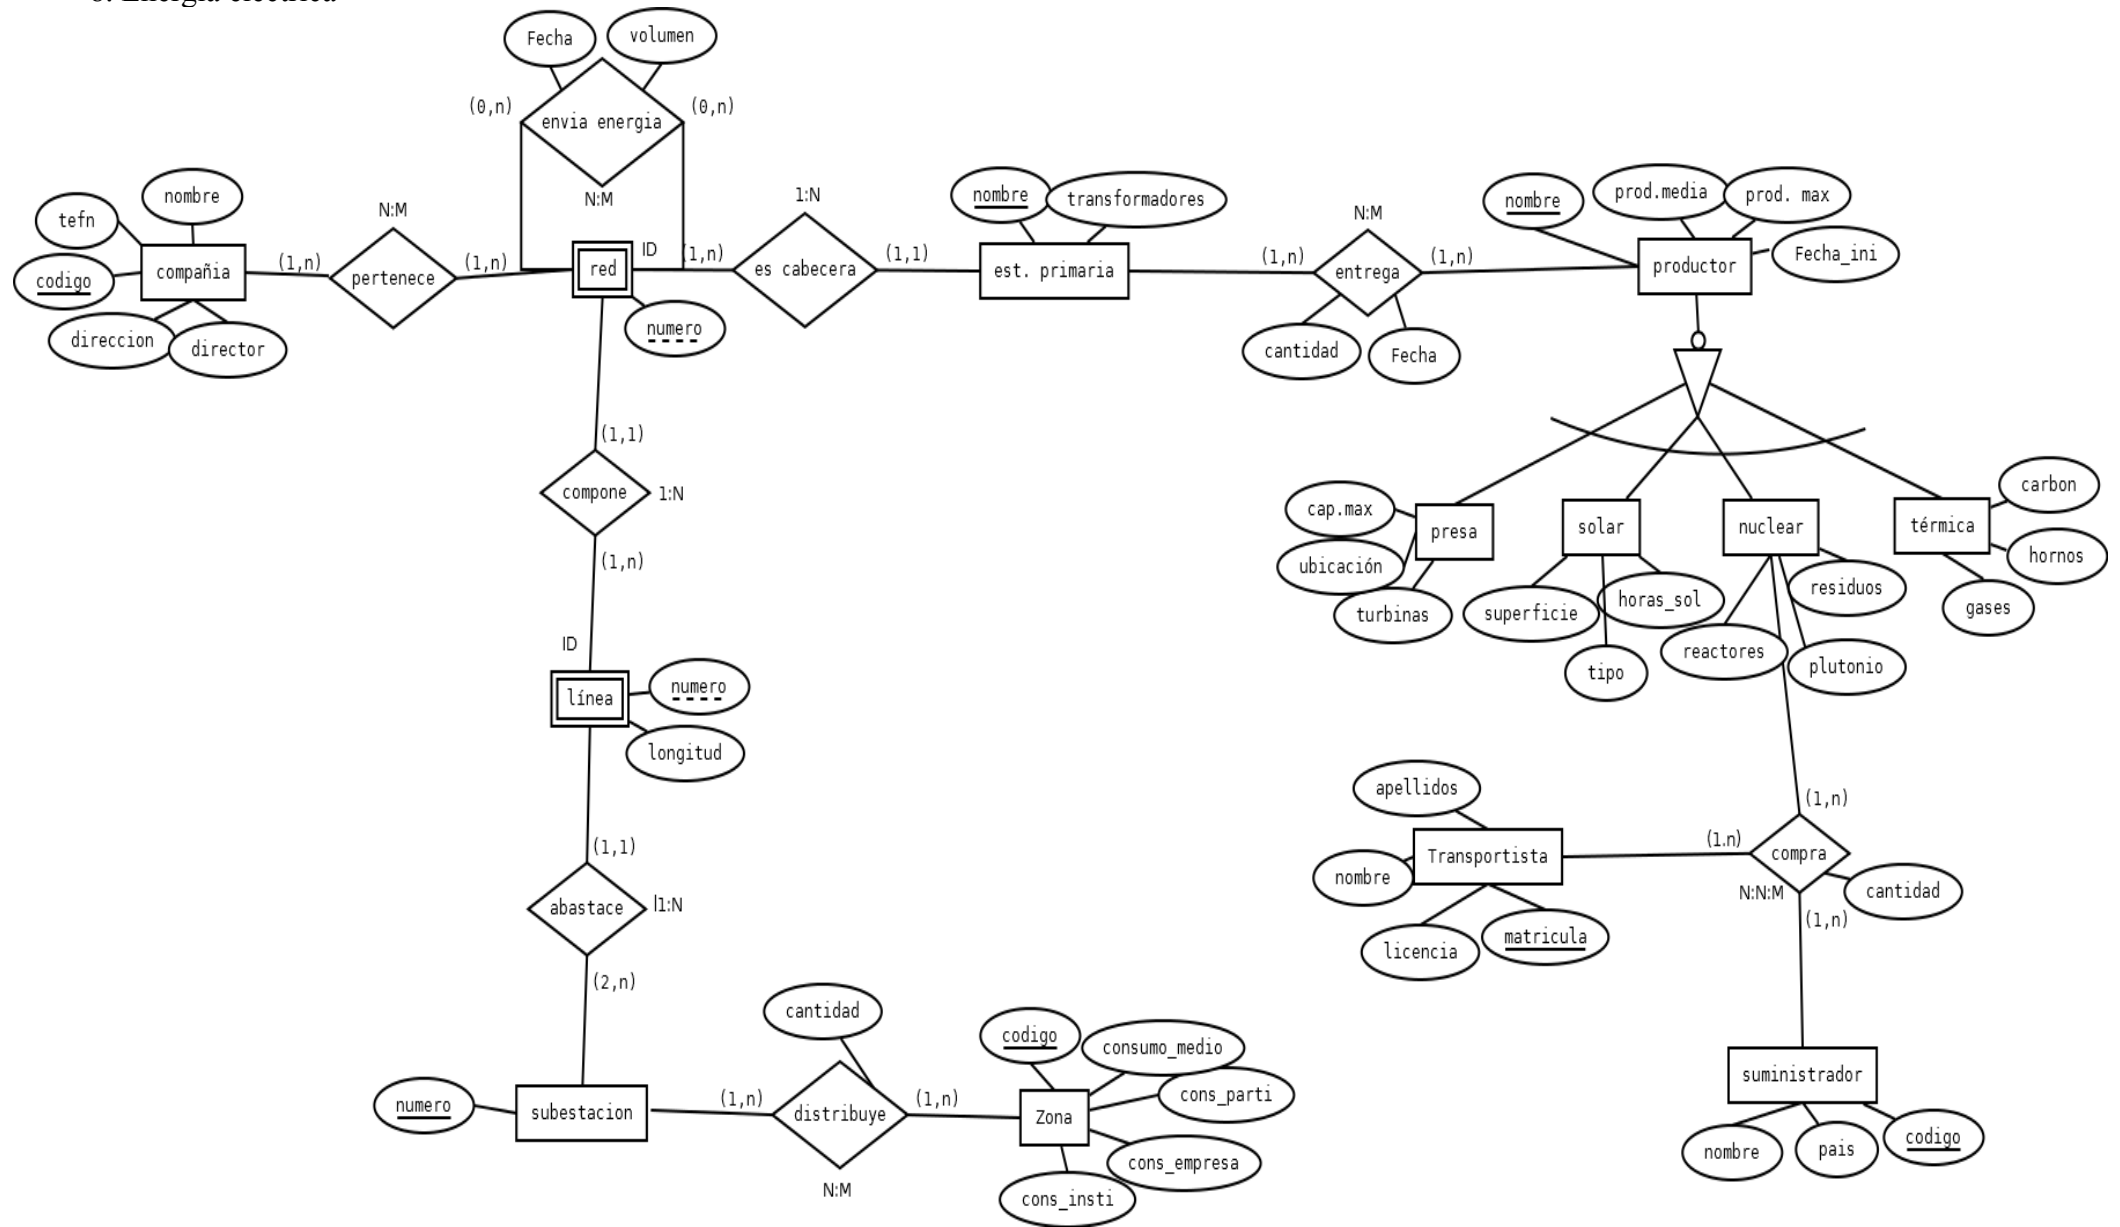 Energía eléctrica
Fecha
volumen
(0,n)
envia energia
(0,n)
N:M
tefn
nombre
codigo
compañia
direccion
director
(1,n)
N:M
pertenece
(1,n)
red
ID
numero
(1,n)
1:N
es cabecera
(1,1)
nombre
transformadores
est. primaria
(1,n)
N:M
entrega
(1,n)
cantidad
Fecha
nombre
prod.media
prod. max
Fecha_ini
productor
(1,1)
compone
1:N
(1,n)
ID
línea
numero
longitud
cap.max
ubicación
turbinas
presa
solar
superficie
horas_sol
tipo
nuclear
residuos
reactores
plutonio
térmica
carbon
hornos
gases
(1,1)
abastace
l1:N
(2,n)
apellidos
Transportista
nombre
licencia
matricula
(1,n)
(1.n)
compra
N:N:M
cantidad
(1,n)
numero
subestacion
(1,n)
cantidad
distribuye
N:M
(1,n)
codigo
consumo_medio
cons_parti
Zona
cons_empresa
cons_insti
suministrador
nombre
pais
codigo